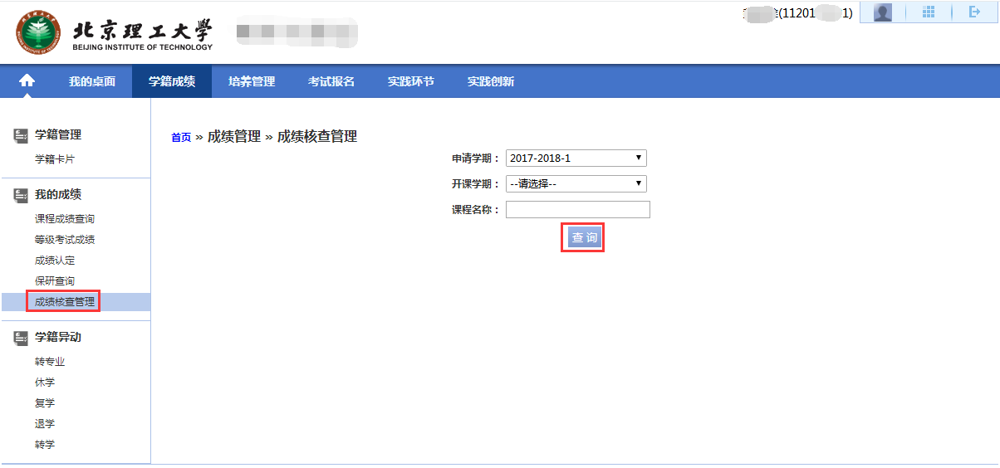 (11201 1)
北京理工大学
BEIJING INSTITUTE OF TECHNOLOGY
我的桌面 学籍成绩 培养管理 考试报名 实践环节 实践创新
学籍管理
学籍卡片
我的成绩
课程成绩查询
等级考试成绩
成绩认定
保研查询
成绩核查管理
学籍异动
转专业
休学
复学
退学
转学
首页 » 成绩管理 » 成绩核查管理
申请学期： 2017-2018-1
开课学期： --请选择--
课程名称：
查 询